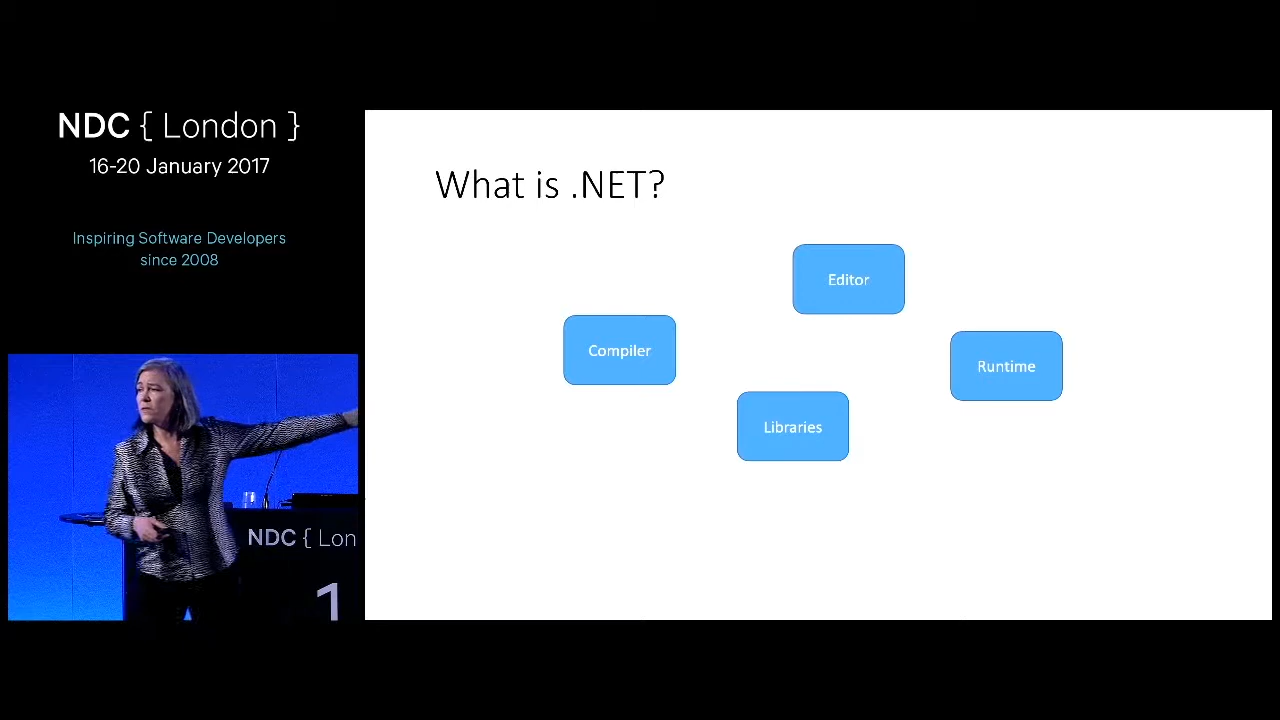 NDC { London }
16-20 January 2017
Inspiring Software Developers
since 2008
What is .NET?
Editor
Compiler
Runtime
Libraries
NDC { Lon
1